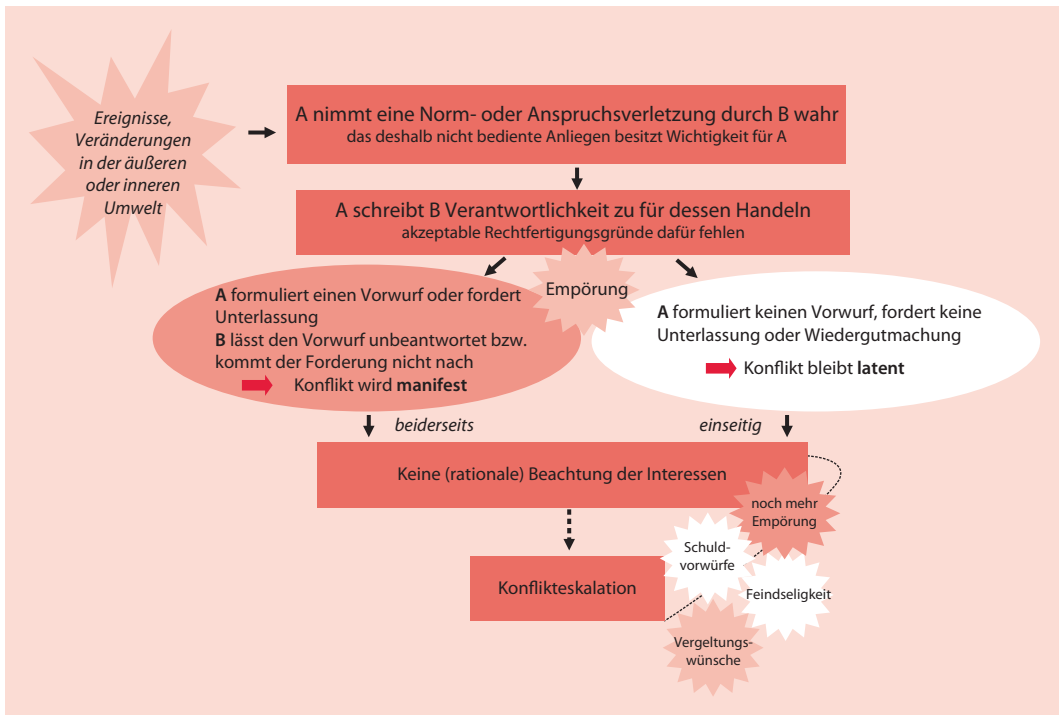 Ereignisse,
Veränderungen
in der äußeren
oder inneren
Umwelt
A nimmt eine Norm- oder Anspruchsverletzung durch B wahr
das deshalb nicht bediente Anliegen besitzt Wichtigkeit für A
A schreibt B Verantwortlichkeit zu für dessen Handeln
akzeptable Rechtfertigungsgründe dafür fehlen
Empörung
A formuliert einen Vorwurf oder fordert
Unterlassung
B lässt den Vorwurf unbeantwortet bzw.
kommt der Forderung nicht nach
Konflikt wird manifest
A formuliert keinen Vorwurf, fordert keine
Unterlassung oder Wiedergutmachung
Konflikt bleibt latent
beiderseits
einseitig
Keine (rationale) Beachtung der Interessen
noch mehr
Empörung
Schuld-
vorwürfe
Feindseligkeit
Konflikteskalation
Vergeltungs-
wünsche